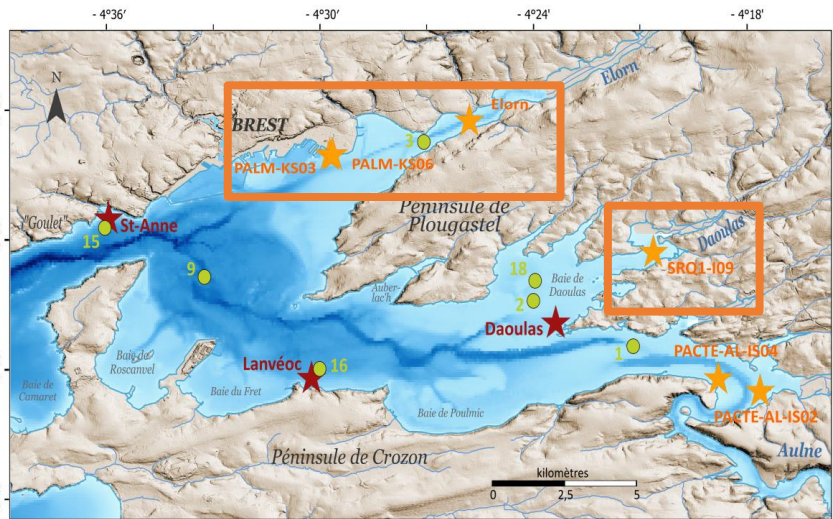 - 4°36'
- 4°30'
- 4°24'
- 4°18'
N
Elorn
BREST
Elorn
3
PALM-KS03
PALM-KS06
"Goulet"
St-Anne
15
Péninsule de
Plougastel
Daoulas
SRQ1-I09
9
18
2
Baie de
Daoulas
Auber-
lac'h
Daoulas
1
PACTE-AL-IS04
Baie de
Roscanvel
Lanvéoc
16
Baie de
Camaret
Baie du Fret
Baie de Poulmic
PACTE-AL-IS02
Aulne
Péninsule de Crozon
kilomètres
0
2,5
5